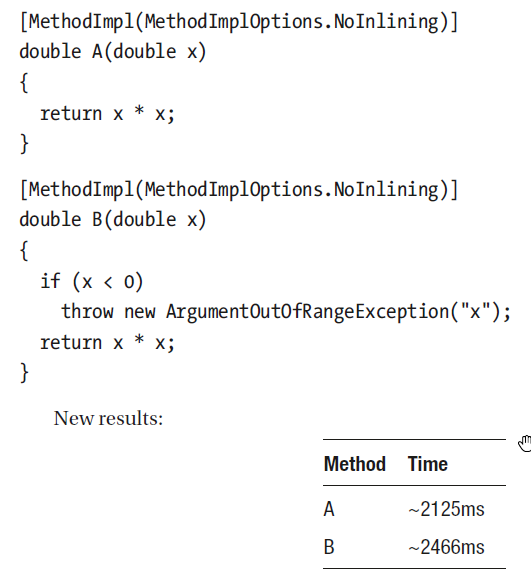 [MethodImpl(MethodImplOptions.NoInlining)]
double A(double x)
{
  return x * x;
}
[MethodImpl(MethodImplOptions.NoInlining)]
double B(double x)
{
  if (x < 0)
    throw new ArgumentOutOfRangeException("x");
  return x * x;
}
New results:
Method Time
A ~2125ms
B ~2466ms